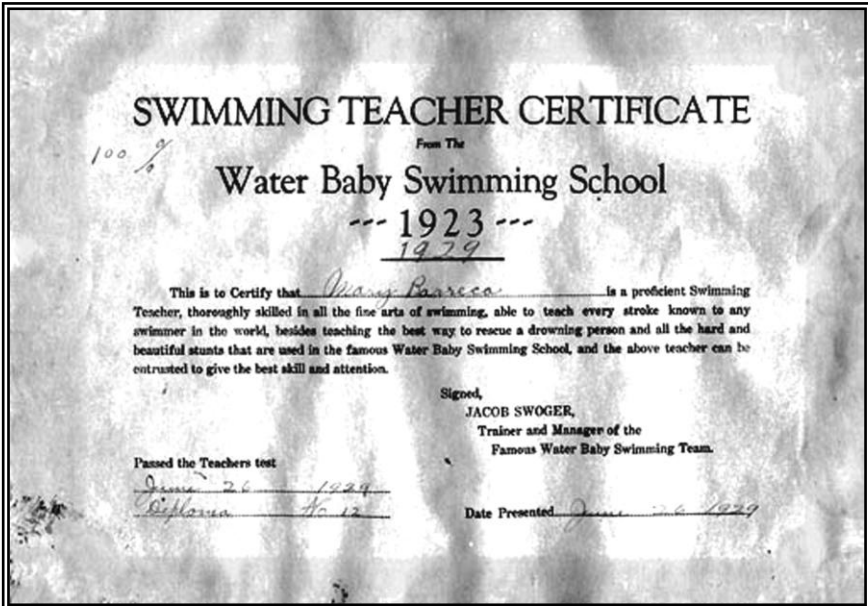 SWIMMING TEACHER CERTIFICATE
From The
100 %
Water Baby Swimming School
--- 1923 ---
1929
This is to Certify that Mary Parreca is a proficient Swimming
Teacher, thoroughly skilled in all the fine arts of swimming, able to teach every stroke known to any
swimmer in the world, besides teaching the best way to rescue a drowning person and all the hard and
beautiful stunts that are used in the famous Water Baby Swimming School, and the above teacher can be
entrusted to give the best skill and attention.
Signed,
JACOB SWOGER,
Trainer and Manager of the
Famous Water Baby Swimming Team.
Passed the Teachers test
June 26 1929
Diploma No 12
Date Presented June 26 1929